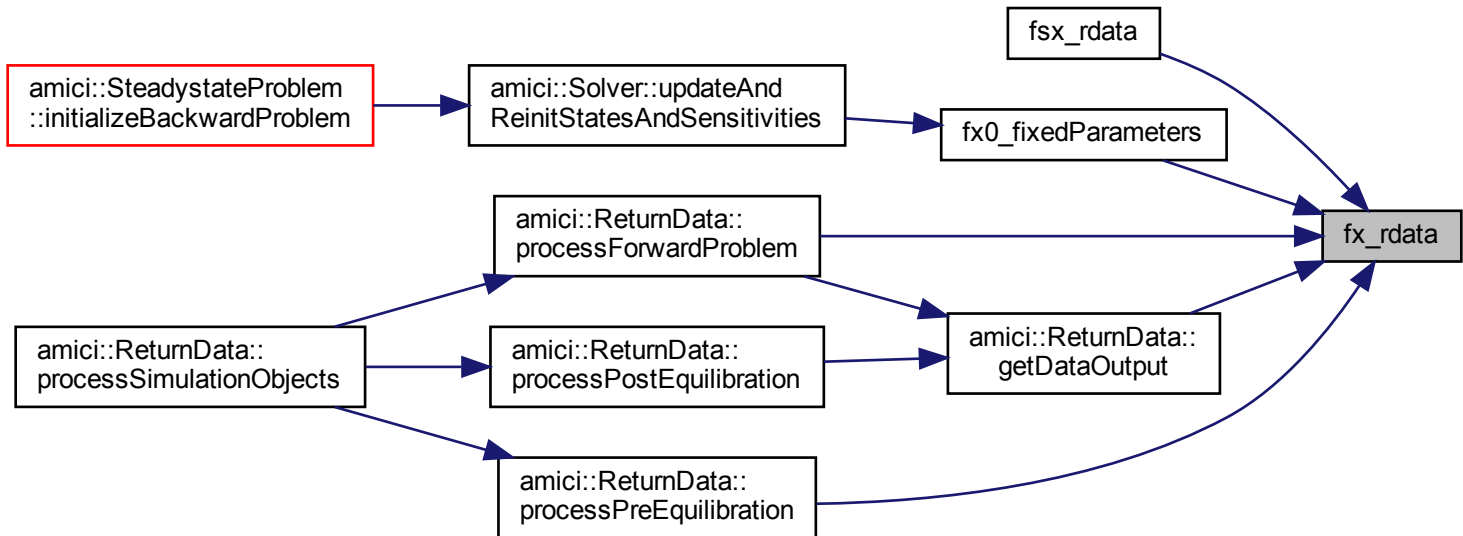 fsx_rdata
amici::SteadystateProblem
::initializeBackwardProblem
amici::Solver::updateAnd
ReinitStatesAndSensitivities
fx0_fixedParameters
amici::ReturnData::
processForwardProblem
fx_rdata
amici::ReturnData::
processSimulationObjects
amici::ReturnData::
processPostEquilibration
amici::ReturnData::
getDataOutput
amici::ReturnData::
processPreEquilibration